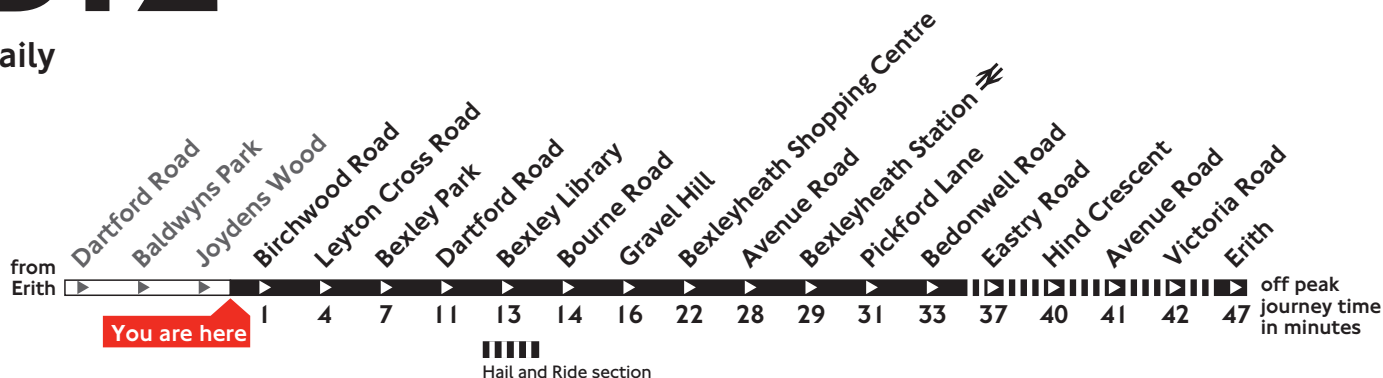 Dartford Road
Baldwyns Park
Joydens Wood
Birchwood Road
Leyton Cross Road
Bexley Park
Dartford Road
Bexley Library
Bourne Road
Gravel Hill
Bexleyheath Shopping Centre
Avenue Road
Bexleyheath Station
Pickford Lane
Bedonwell Road
Eastry Road
Hind Crescent
Avenue Road
Victoria Road
Erith
from
Erith
You are here
1 4 7 11 13 14 16 22 28 29 31 33 37 40 41 42 47
off peak
journey time
in minutes
Hail and Ride section